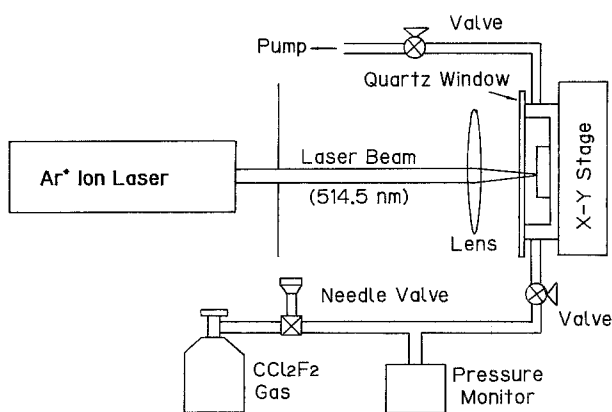 Valve
Pump
Quartz Window
Laser Beam
Ar+ Ion Laser
(514.5 nm)
X-Y Stage
Lens
Needle Valve
Valve
CCl2F2
Gas
Pressure
Monitor